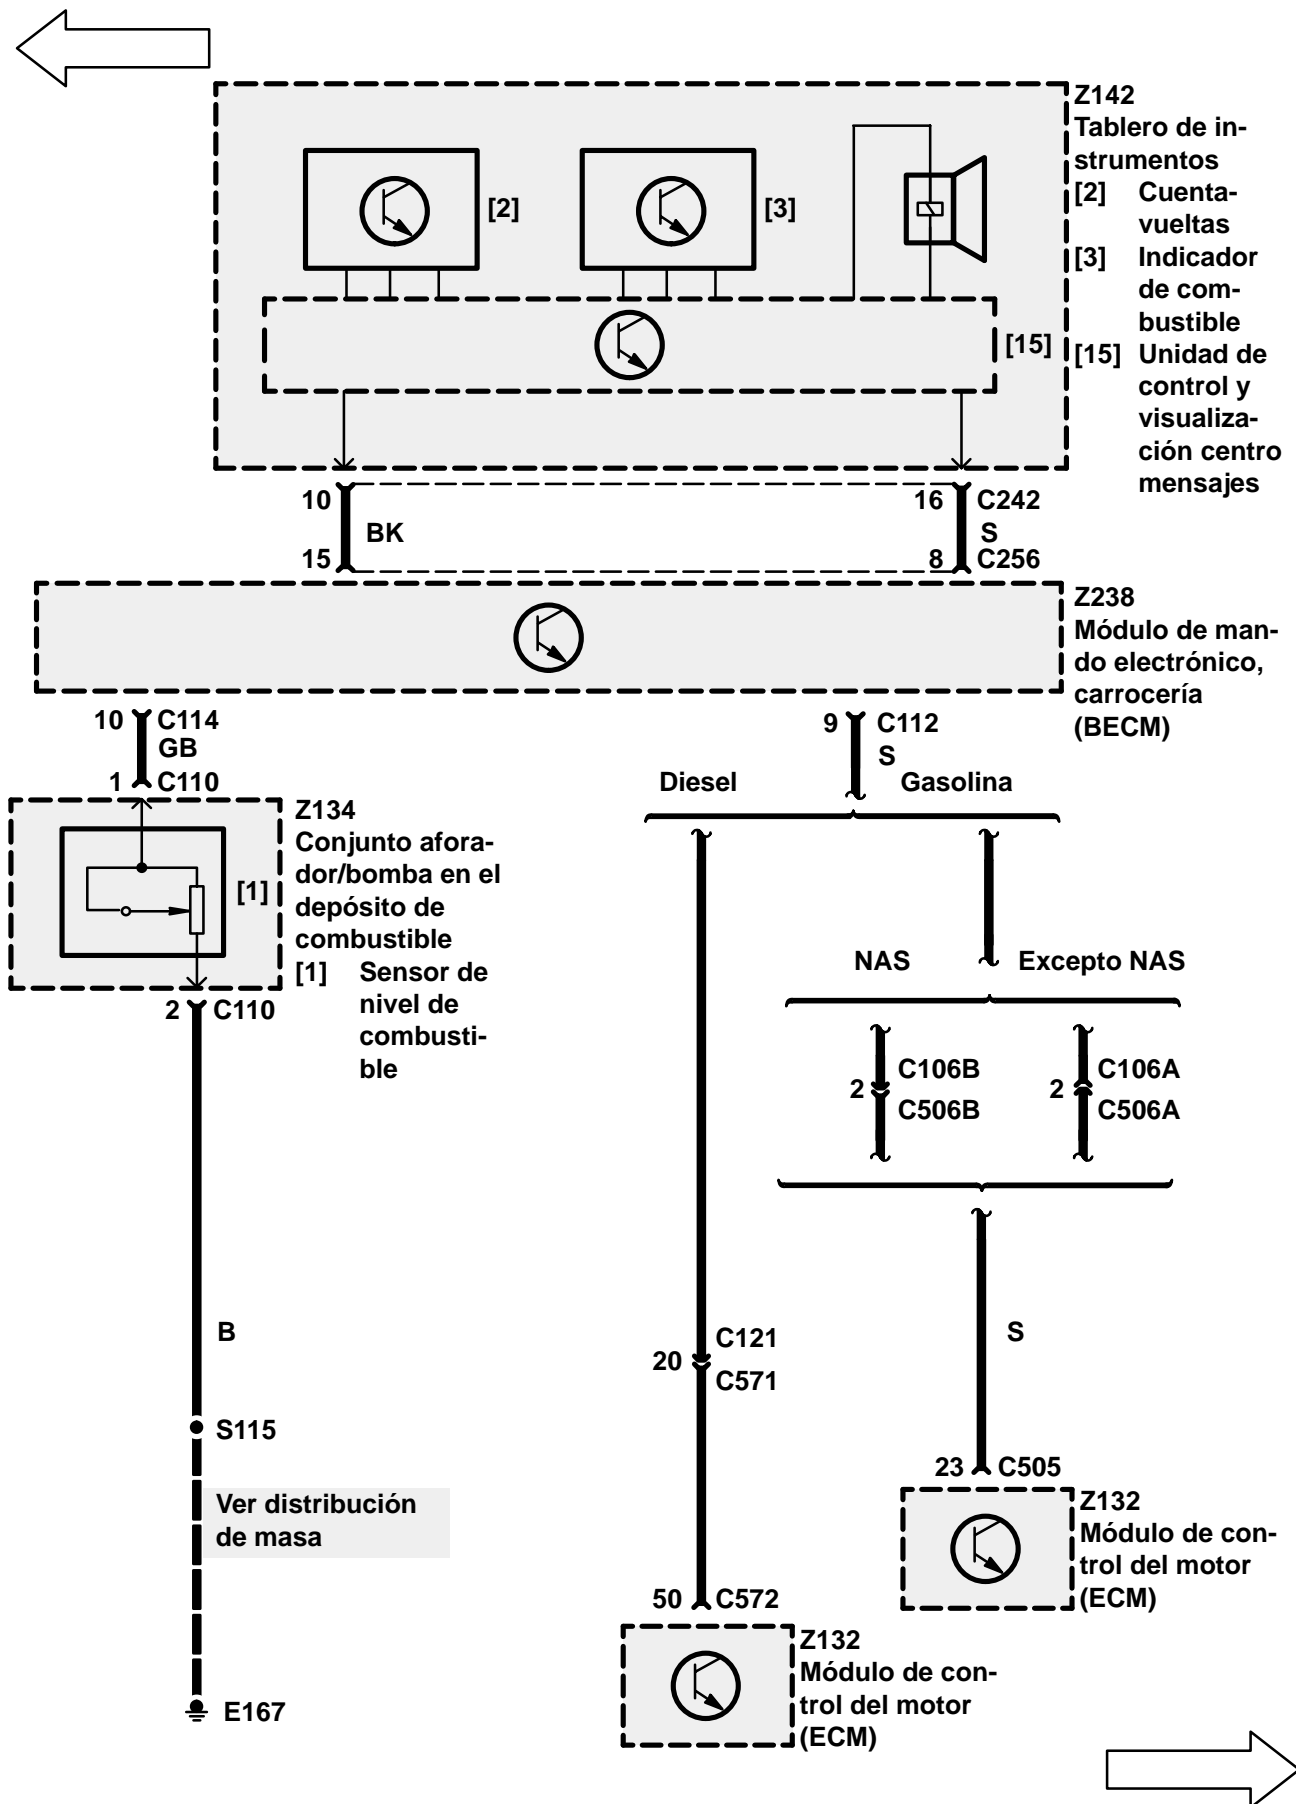 Z142
Tablero de in-
strumentos
[2] Cuenta-
vueltas
[3] Indicador
de com-
bustible
[15] Unidad de
control y
visualiza-
ción centro
mensajes
[2]
[3]
[15]
10
16 C242
BK
S
15
8 C256
Z238
Módulo de man-
do electrónico,
carrocería
(BECM)
10 C114
GB
1 C110
9 C112
S
Diesel
Gasolina
Z134
Conjunto afora-
dor/bomba en el
depósito de
combustible
[1] Sensor de
nivel de
combusti-
ble
[1]
2 C110
NAS
Excepto NAS
C106B
2
C506B
C106A
2
C506A
B
S
C121
20
C571
S115
Ver distribución
de masa
23 C505
Z132
Módulo de con-
trol del motor
(ECM)
50 C572
Z132
Módulo de con-
trol del motor
(ECM)
E167